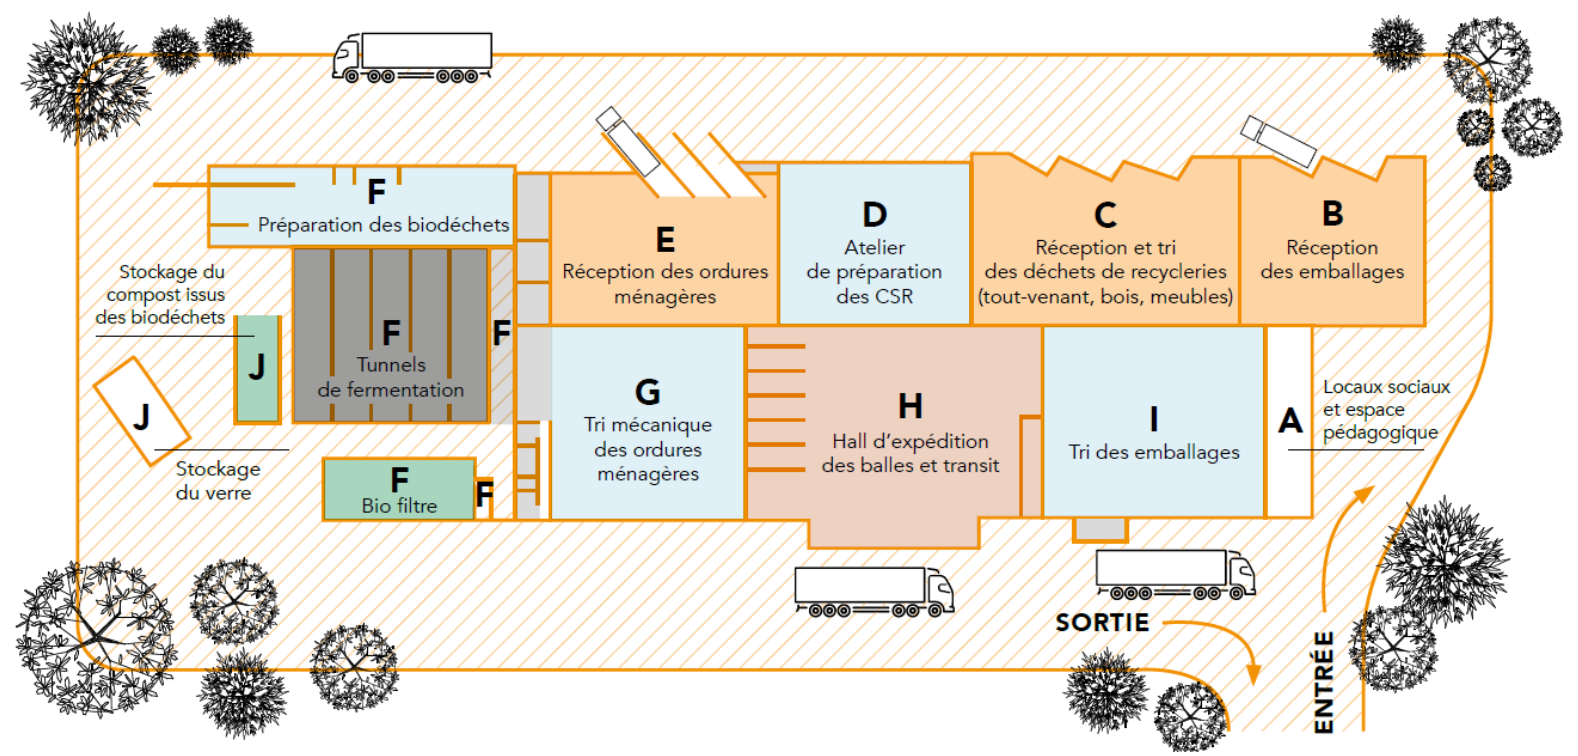 F
Préparation des biodéchets
E
Réception des ordures
ménagères
D
Atelier
de préparation
des CSR
C
Réception et tri
des déchets de recycleries
(tout-venant, bois, meubles)
B
Réception
des emballages
Stockage du
compost issus
des biodéchets
J
F
Tunnels
de fermentation
F
J
Stockage
du verre
F
Bio filtre
F
G
Tri mécanique
des ordures
ménagères
H
Hall d’expédition
des balles et transit
I
Tri des emballages
A
Locaux sociaux
et espace
pédagogique
SORTIE
ENTRÉE